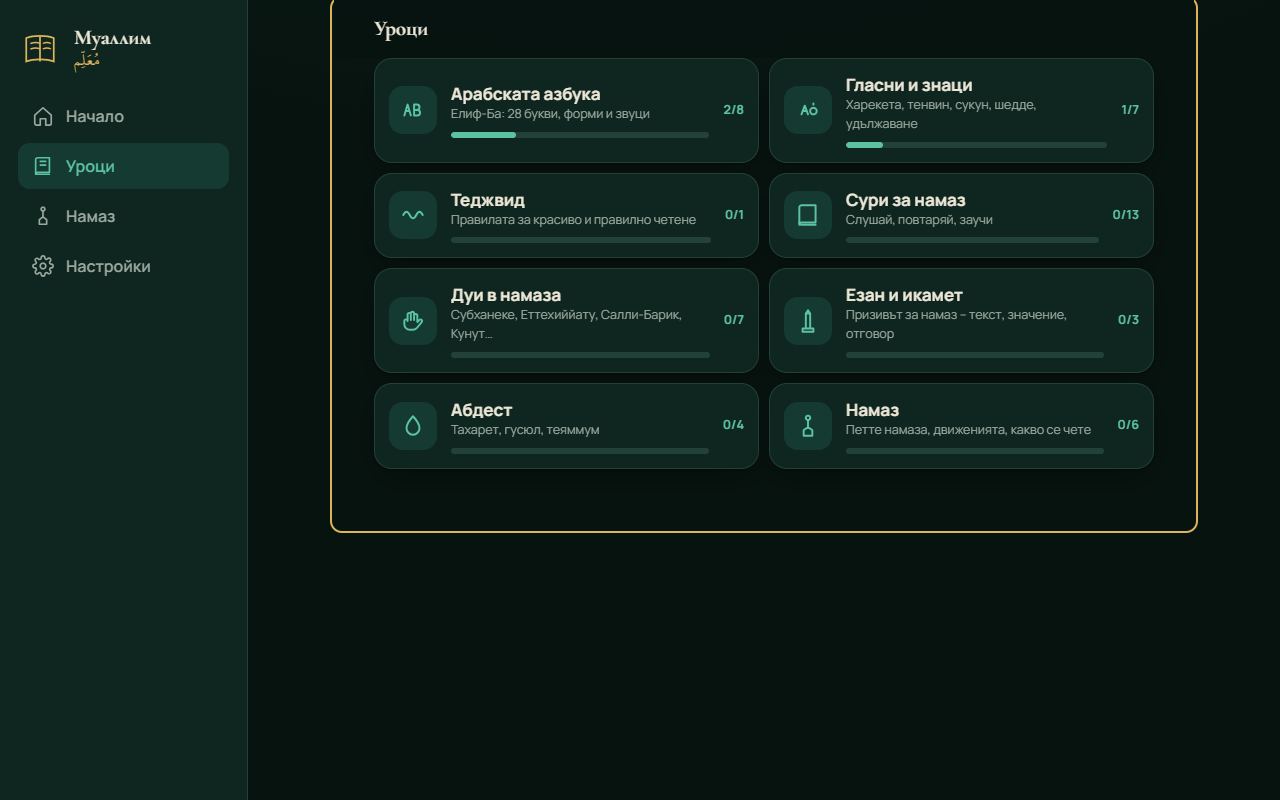 Муаллим
مُعَلِّم
Начало
Уроци
Намаз
Настройки
Уроци
Арабската азбука
Елиф-Ба: 28 букви, форми и звуци
2/8
Гласни и знаци
Харекета, тенвин, сукун, шедде,
удължаване
1/7
Теджвид
Правилата за красиво и правилно четене
0/1
Сури за намаз
Слушай, повтаряй, заучи
0/13
Дуи в намаза
Субханеке, Еттехиййату, Салли-Барик,
Кунут…
0/7
Езан и икамет
Призивът за намаз – текст, значение,
отговор
0/3
Абдест
Тахарет, гусюл, теяммум
0/4
Намаз
Петте намаза, движенията, какво се чете
0/6